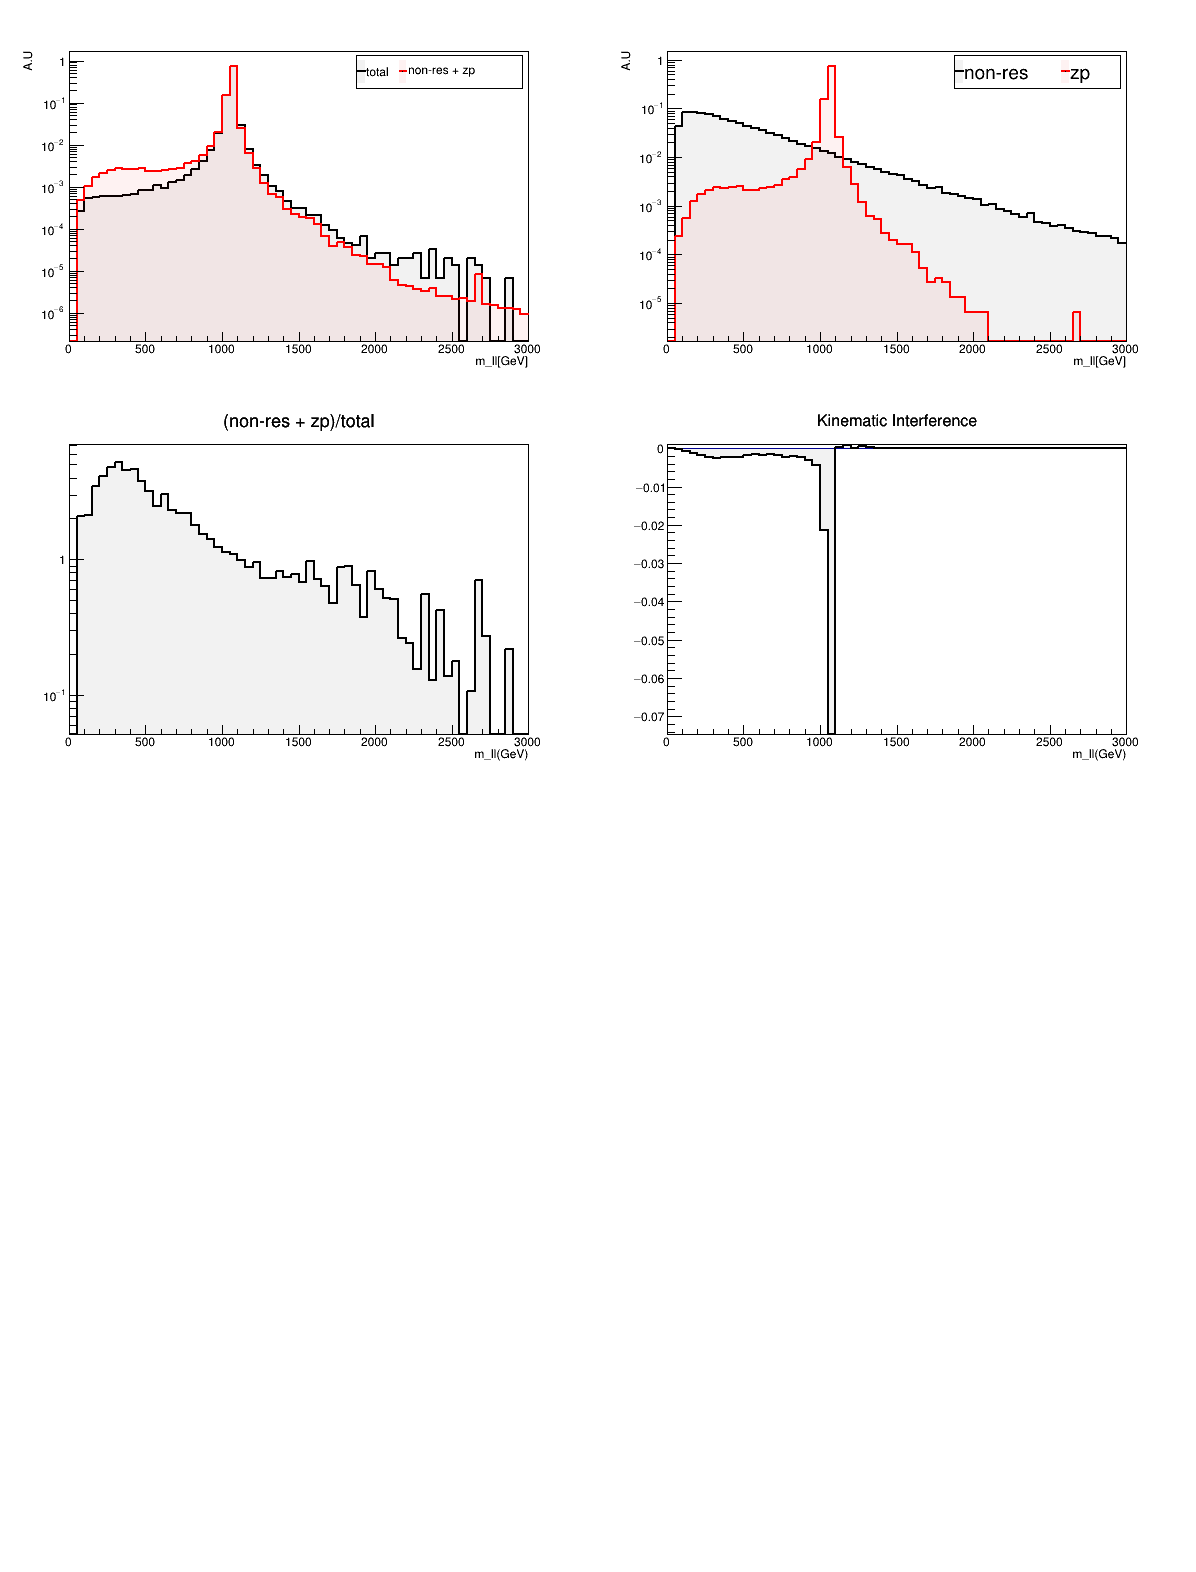 A.U
total non-res + zp
1
10−1
10−2
10−3
10−4
10−5
10−6
0 500 1000 1500 2000 2500 3000
m_ll[GeV]
A.U
non-res zp
1
10−1
10−2
10−3
10−4
10−5
0 500 1000 1500 2000 2500 3000
m_ll[GeV]
(non-res + zp)/total
1
10−1
0 500 1000 1500 2000 2500 3000
m_ll(GeV)
Kinematic Interference
0
−0.01
−0.02
−0.03
−0.04
−0.05
−0.06
−0.07
0 500 1000 1500 2000 2500 3000
m_ll(GeV)